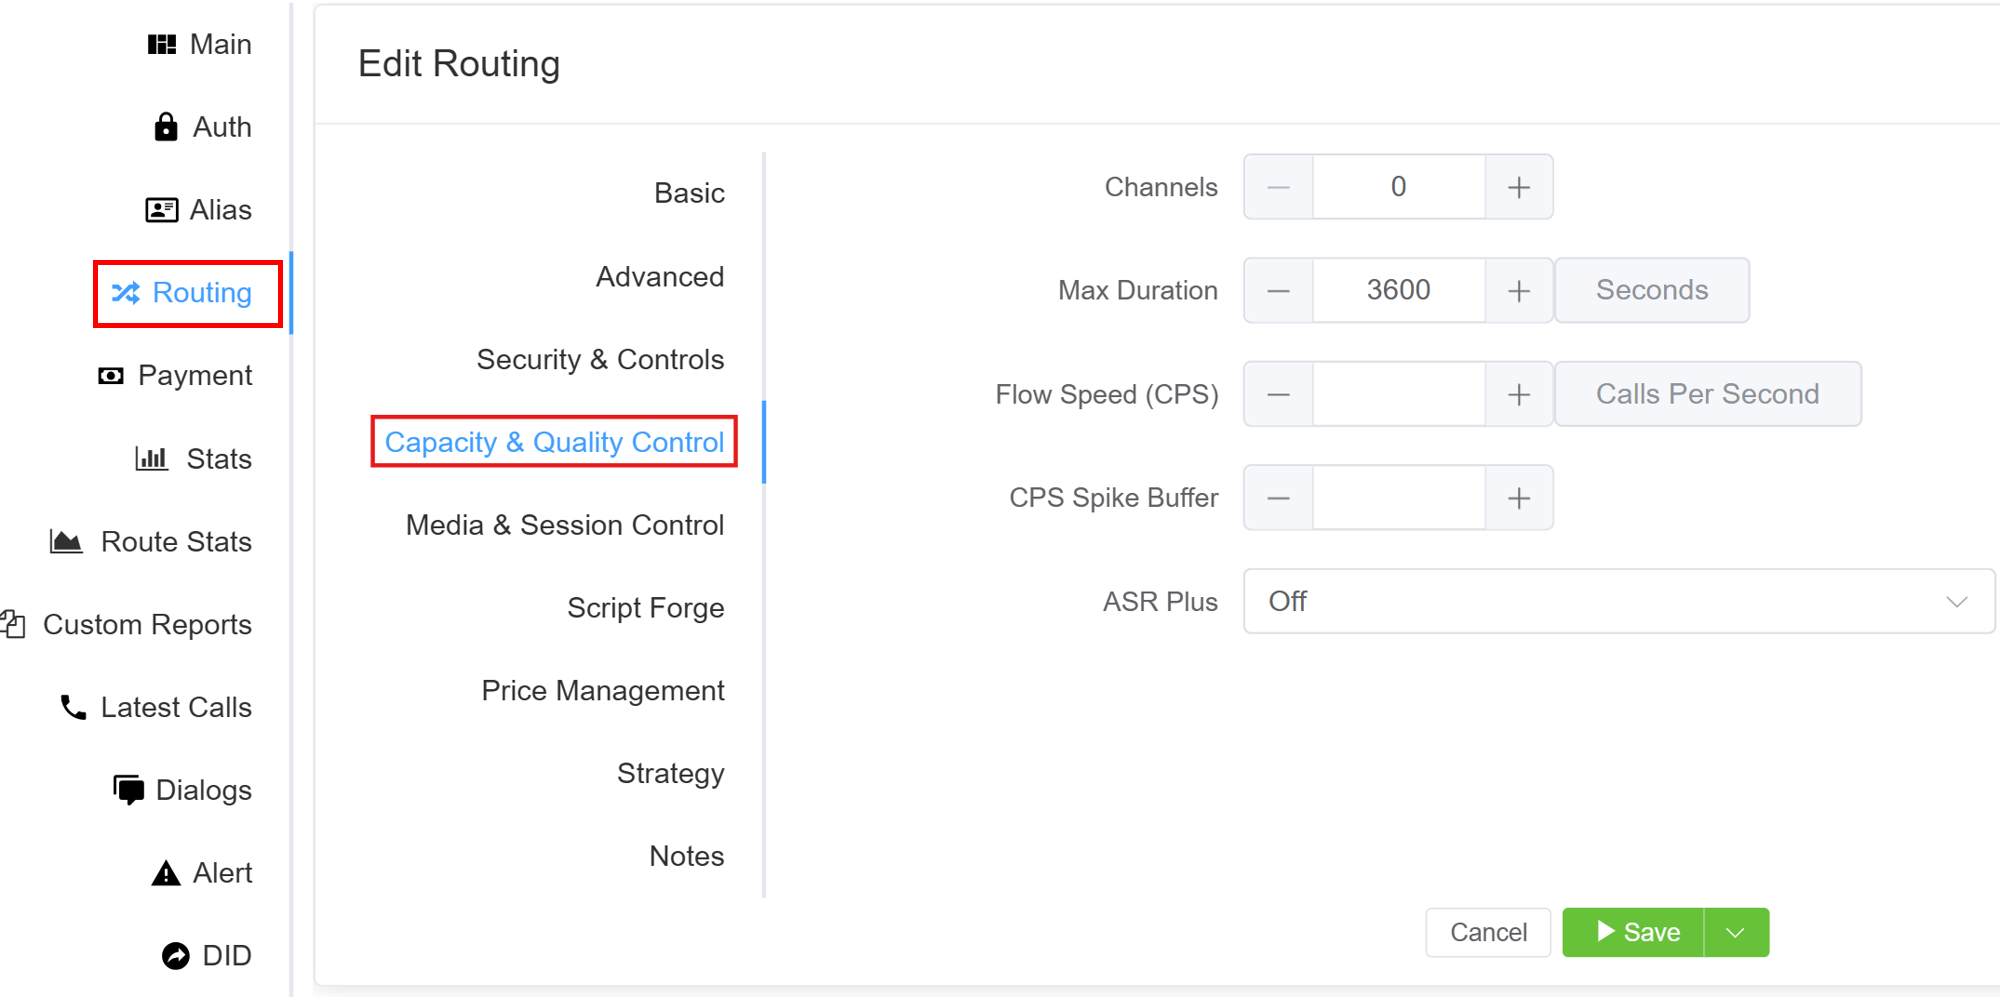 Main
Auth
Alias
Routing
Payment
Stats
Route Stats
Custom Reports
Latest Calls
Dialogs
Alert
DID
Edit Routing
Basic
Advanced
Security & Controls
Capacity & Quality Control
Media & Session Control
Script Forge
Price Management
Strategy
Notes
Channels 0
Max Duration 3600 Seconds
Flow Speed (CPS) Calls Per Second
CPS Spike Buffer
ASR Plus Off
Cancel Save